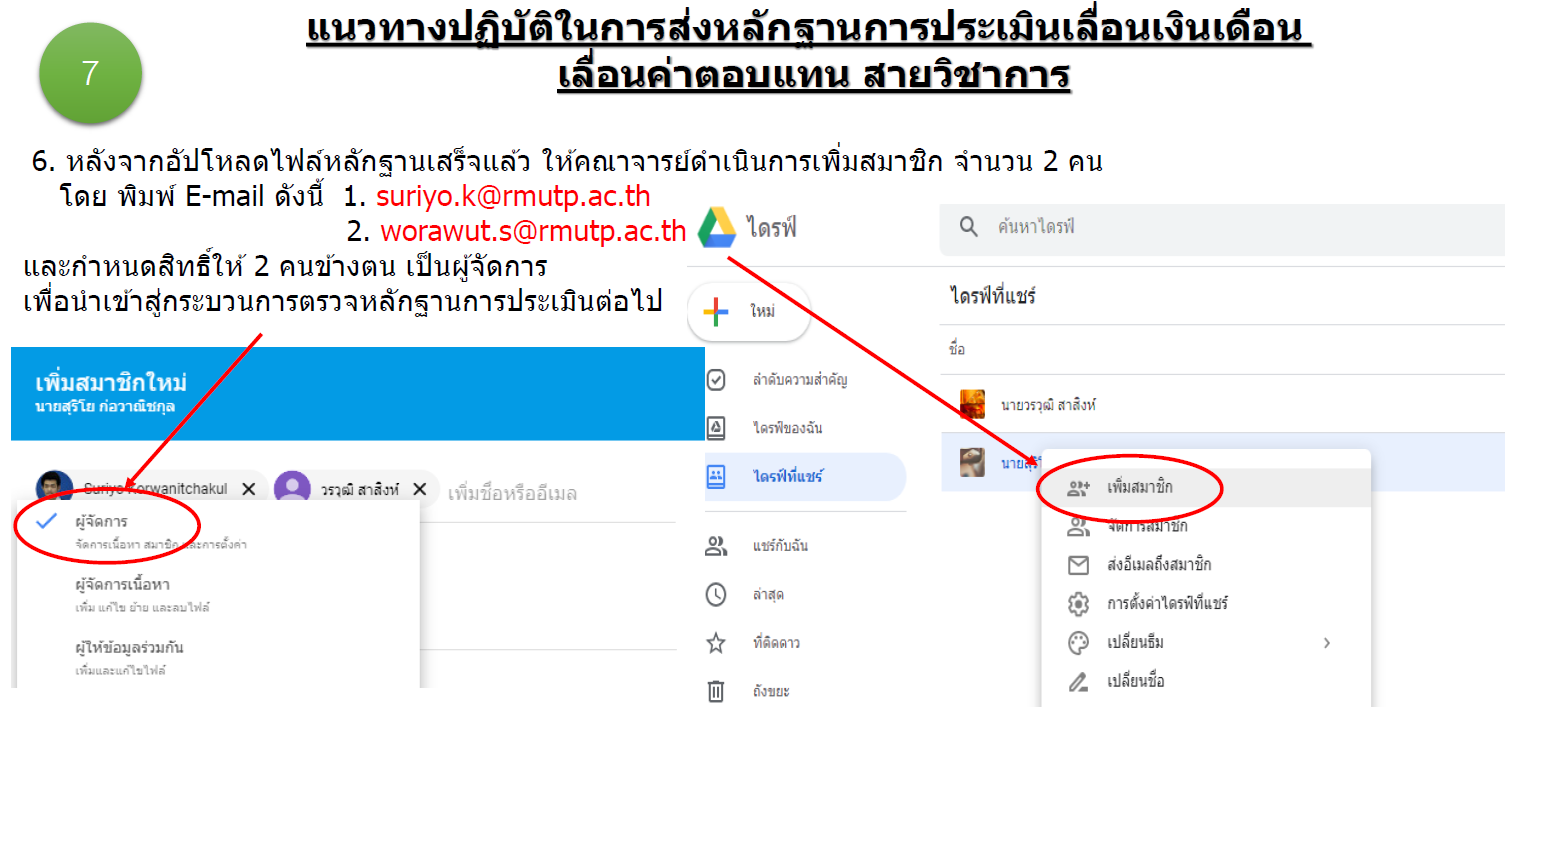 7
แนวทางปฏิบัติในการส่งหลักฐานการประเมินเลื่อนเงินเดือน
เลื่อนค่าตอบแทน สายวิชาการ
6. หลังจากอัปโหลดไฟล์หลักฐานเสร็จแล้ว ให้คณาจารย์ดำเนินการเพิ่มสมาชิก จำนวน 2 คน
โดย พิมพ์ E-mail ดังนี้ 1. suriyo.k@rmutp.ac.th
2. worawut.s@rmutp.ac.th
และกำหนดสิทธิ์ให้ 2 คนข้างตน เป็นผู้จัดการ
เพื่อนำเข้าสู่กระบวนการตรวจหลักฐานการประเมินต่อไป
เพิ่มสมาชิกใหม่
นายสุริโย ก่อวาณิชกุล
Suriyo Korwanitchakul
วรวุฒิ สาสิงห์
เพิ่มชื่อหรืออีเมล
ผู้จัดการ
จัดการเนื้อหา สมาชิก และการตั้งค่า
ผู้จัดการเนื้อหา
เพิ่ม แก้ไข ย้าย และลบไฟล์
ผู้ให้ข้อมูลร่วมกัน
เพิ่มและแก้ไขไฟล์
ไดรฟ์
ค้นหาไดรฟ์
ใหม่
ลำดับความสำคัญ
ไดรฟ์ของฉัน
ไดรฟ์ที่แชร์
แชร์กับฉัน
ล่าสุด
ที่ติดดาว
ถังขยะ
ไดรฟ์ที่แชร์
ชื่อ
นายวรวุฒิ สาสิงห์
นายสุริ
เพิ่มสมาชิก
จัดการสมาชิก
ส่งอีเมลถึงสมาชิก
การตั้งค่าไดรฟ์ที่แชร์
เปลี่ยนธีม
เปลี่ยนชื่อ